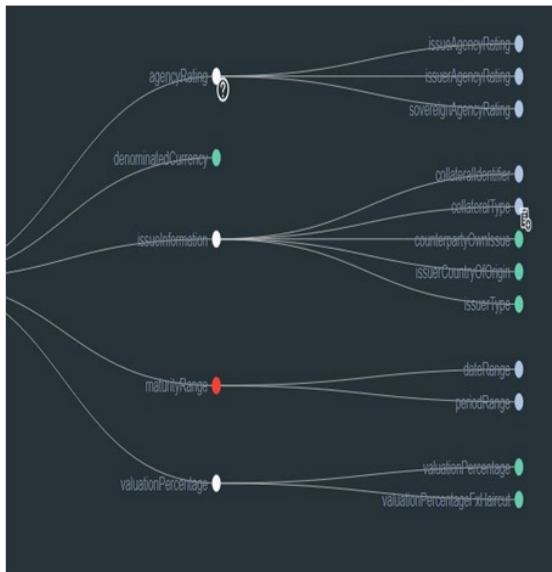 issueAgencyRating
agencyRating
issuerAgencyRating
?
sovereignAgencyRating
denominatedCurrency
collateralIdentifier
collateralType
issueInformation
counterpartyOwnIssue
issuerCountryOfOrigin
issuerType
dateRange
maturityRange
periodRange
valuationPercentage
valuationPercentage
valuationPercentageFxHaircut